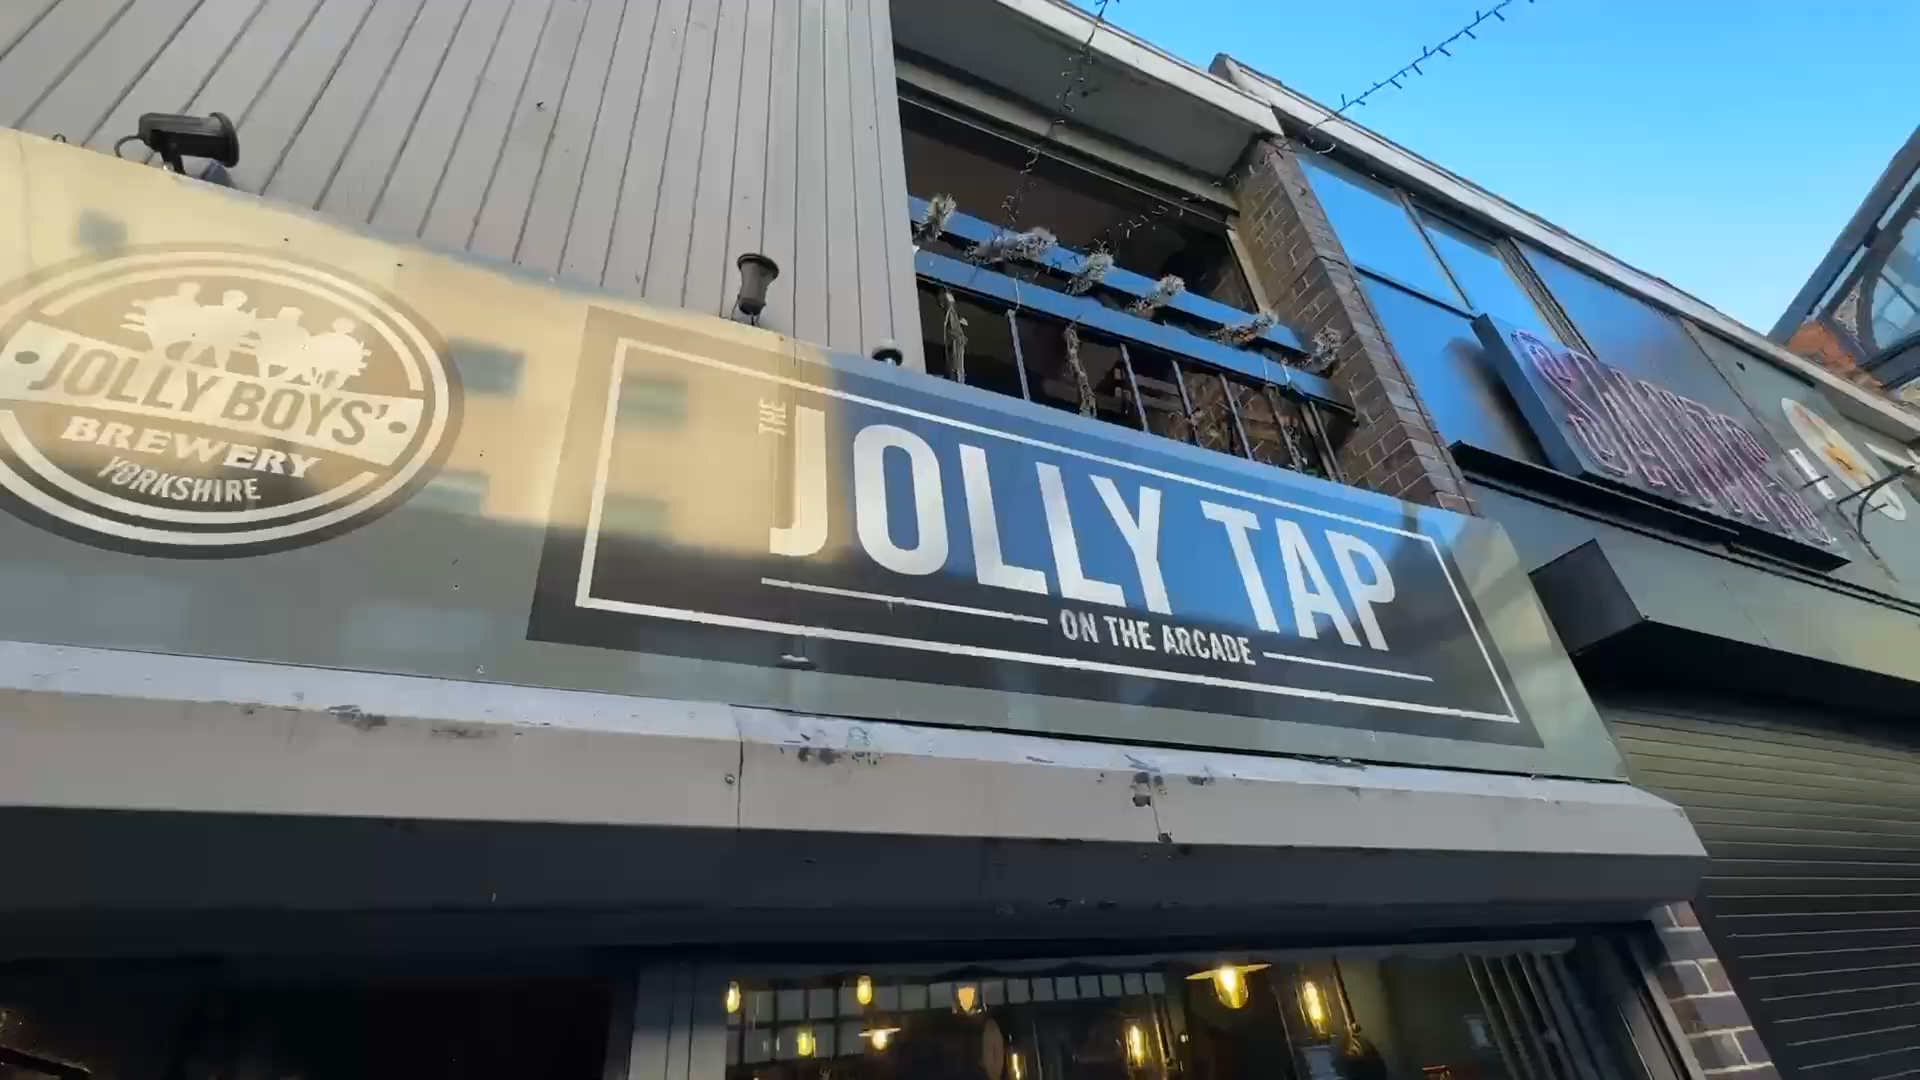 JOLLY BOYS'
BREWERY
YORKSHIRE
THE
JOLLY TAP
ON THE ARCADE